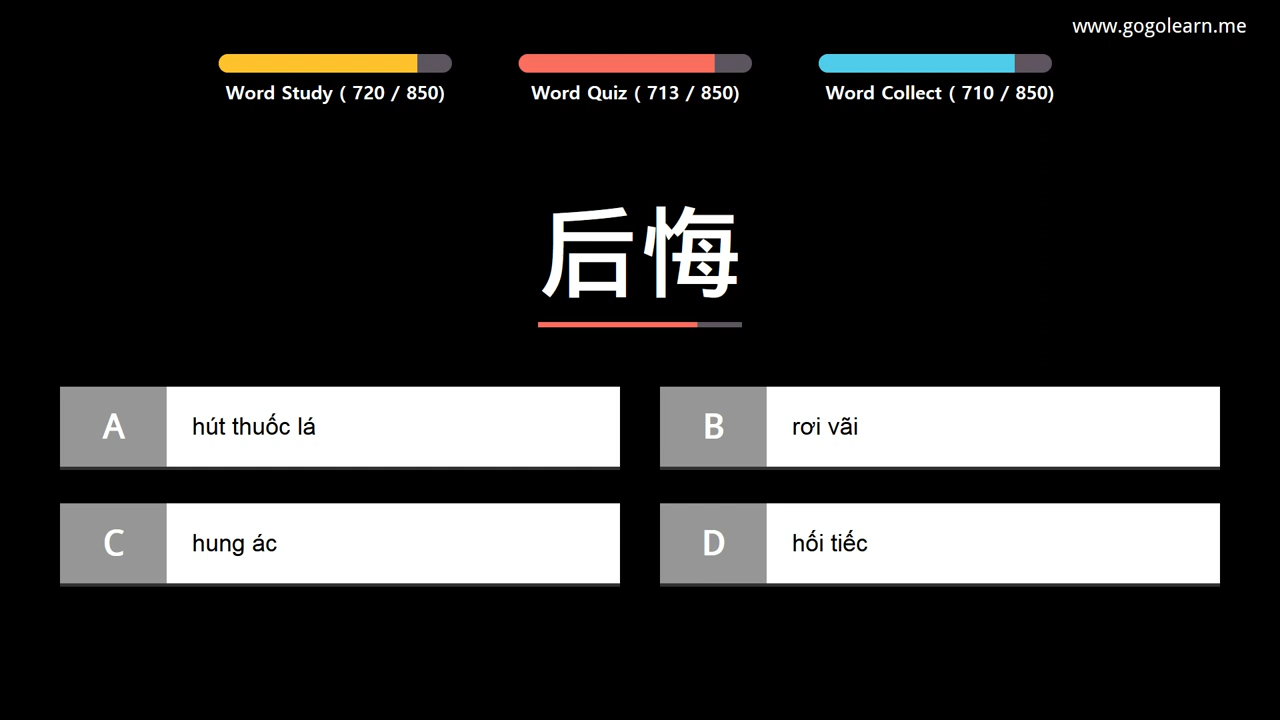 www.gogolearn.me
Word Study ( 720 / 850)
Word Quiz ( 713 / 850)
Word Collect ( 710 / 850)
后悔
A hút thuốc lá
B rơi vãi
C hung ác
D hối tiếc